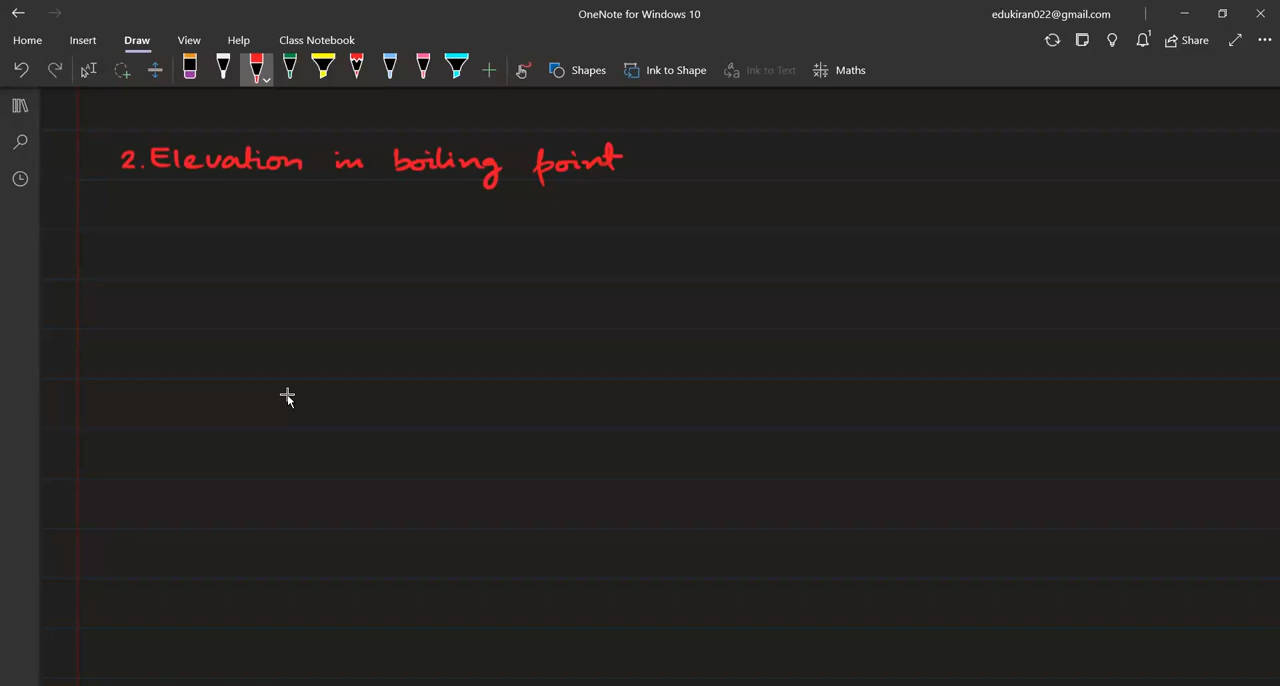 OneNote for Windows 10
edukiran022@gmail.com
Home Insert Draw View Help Class Notebook
1 Share
Shapes Ink to Shape Ink to Text Maths
2. Elevation in boiling point